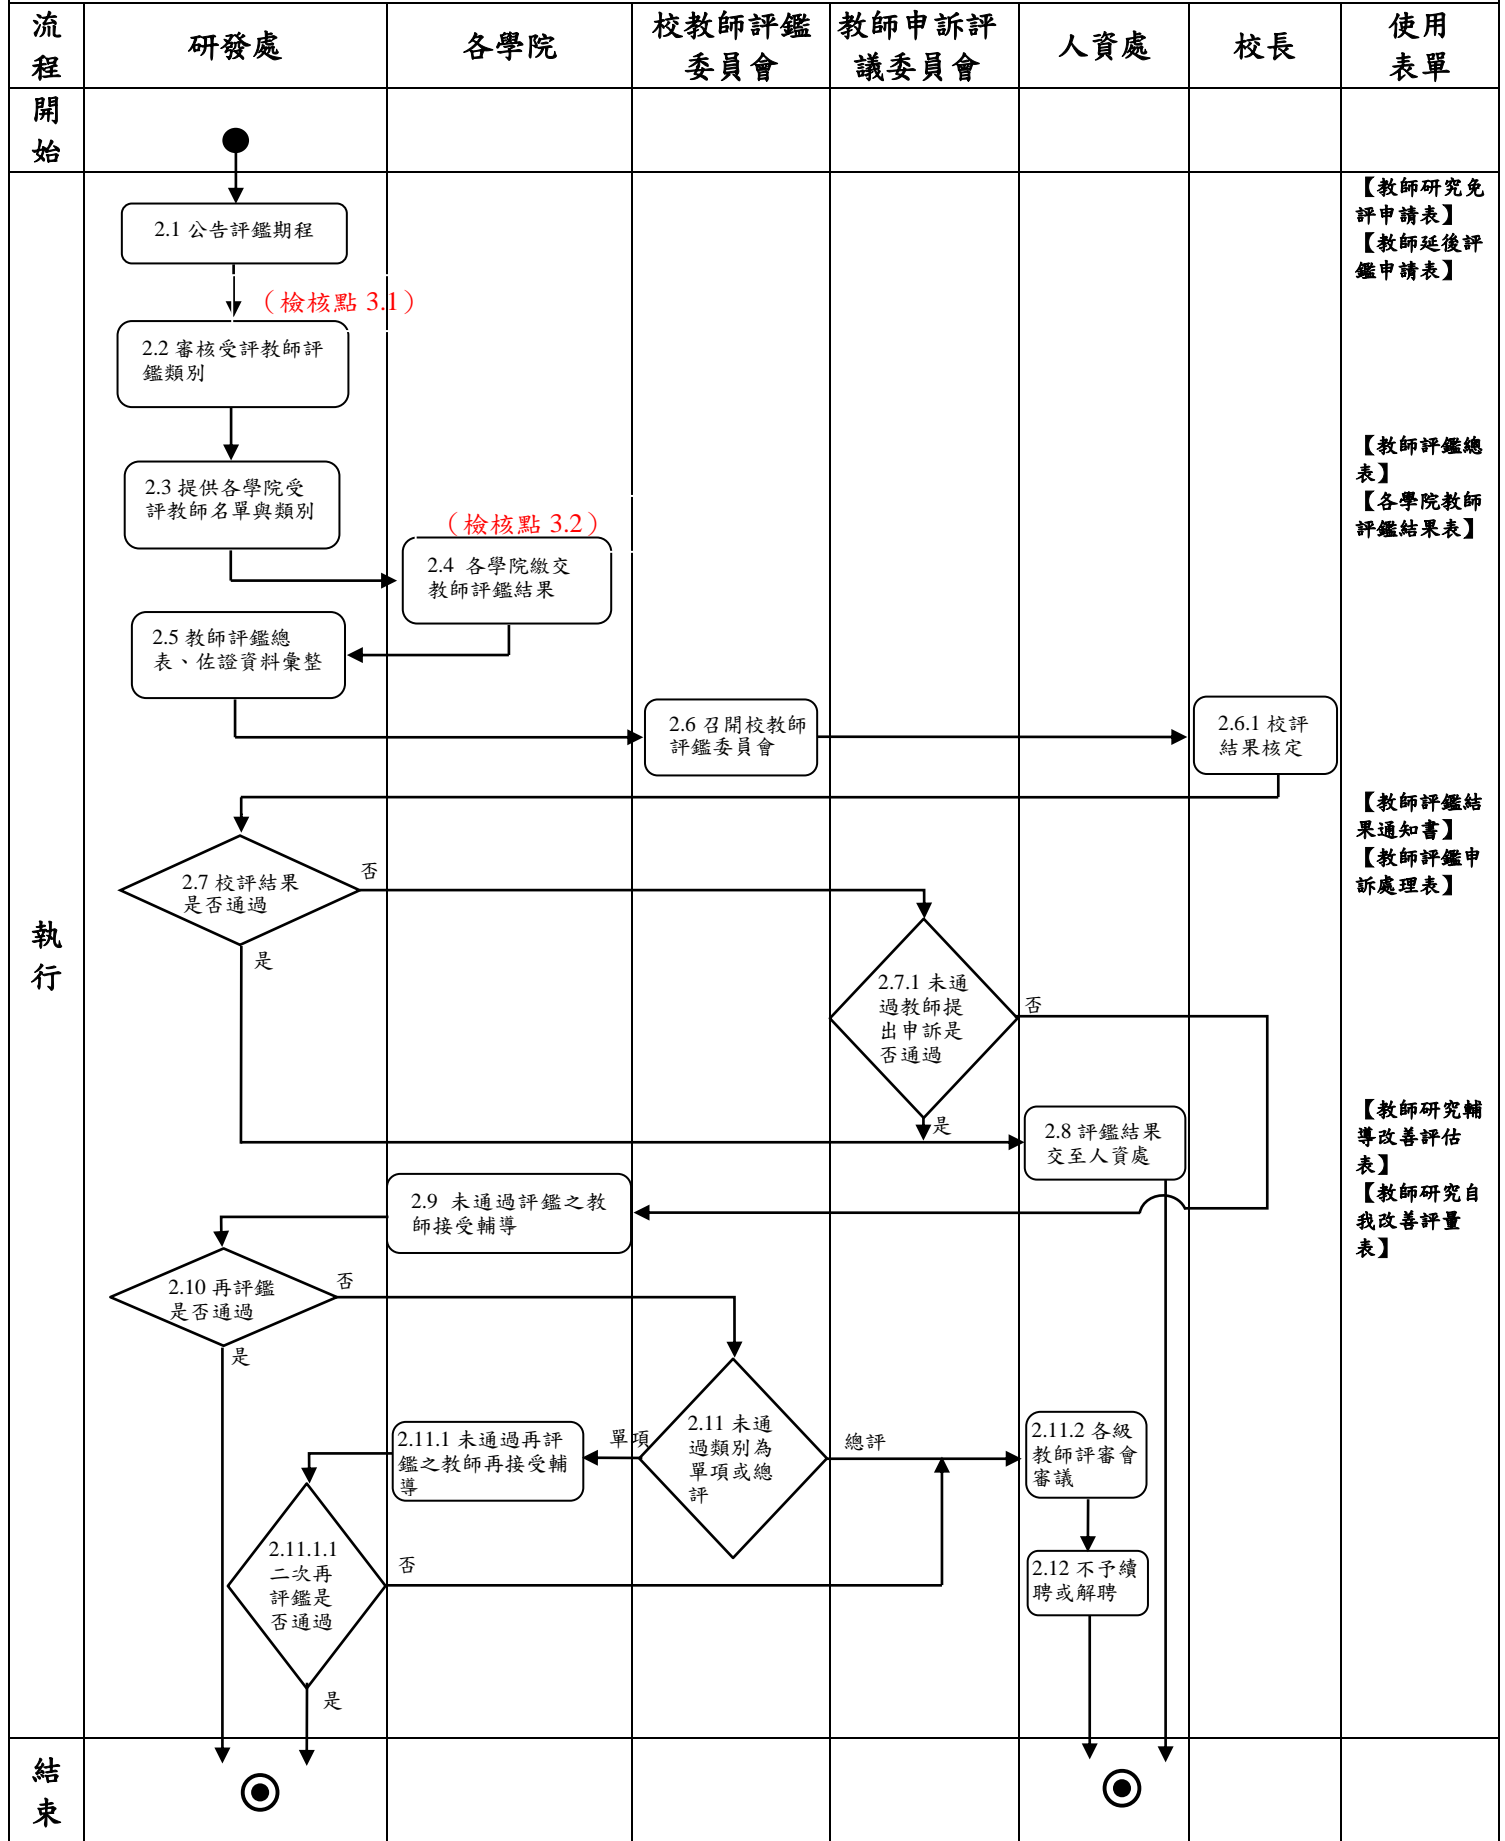 流
程
研發處
各學院
校教師評鑑
委員會
教師申訴評
議委員會
人資處
校長
使用
表單
開
始
【教師研究免
評申請表】
【教師延後評
鑑申請表】
2.1 公告評鑑期程
（檢核點 3.1）
2.2 審核受評教師評
鑑類別
【教師評鑑總
表】
【各學院教師
評鑑結果表】
2.3 提供各學院受
評教師名單與類別
（檢核點 3.2）
2.4 各學院繳交
教師評鑑結果
2.5 教師評鑑總
表、佐證資料彙整
2.6 召開校教師
評鑑委員會
2.6.1 校評
結果核定
【教師評鑑結
果通知書】
【教師評鑑申
訴處理表】
2.7 校評結果
是否通過
否
是
執
行
2.7.1 未通
過教師提
出申訴是
否通過
否
是
2.8 評鑑結果
交至人資處
【教師研究輔
導改善評估
表】
【教師研究自
我改善評量
表】
2.9 未通過評鑑之教
師接受輔導
2.10 再評鑑
是否通過
否
是
2.11 未通
過類別為
單項或總
評
單項
總評
2.11.1 未通過再評
鑑之教師再接受輔
導
2.11.2 各級
教師評審會
審議
2.11.1.1
二次再
評鑑是
否通過
否
是
2.12 不予續
聘或解聘
結
束